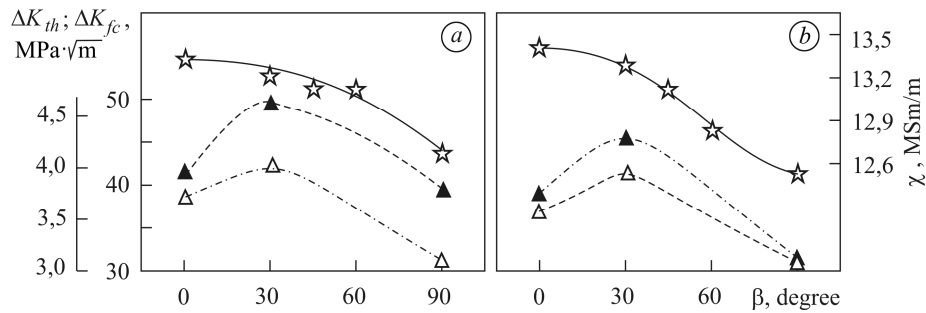 ΔK_th; ΔK_fc,
MPa·√m
a
b
4,5
4,0
3,5
3,0
50
40
30
13,5
13,2
12,9
12,6
χ, MSm/m
0 30 60 90
0 30 60 β, degree